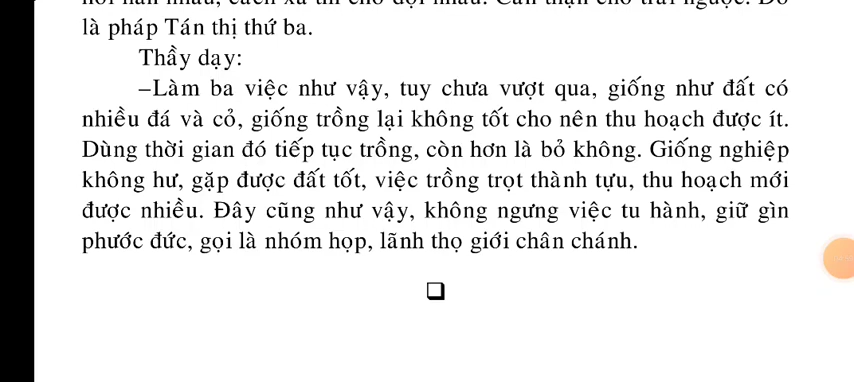 là pháp Tán thị thứ ba.
Thầy dạy:
–Làm ba việc như vậy, tuy chưa vượt qua, giống như đất có
nhiều đá và cỏ, giống trồng lại không tốt cho nên thu hoạch được ít.
Dùng thời gian đó tiếp tục trồng, còn hơn là bỏ không. Giống nghiệp
không hư, gặp được đất tốt, việc trồng trọt thành tựu, thu hoạch mới
được nhiều. Đây cũng như vậy, không ngưng việc tu hành, giữ gìn
phước đức, gọi là nhóm họp, lãnh thọ giới chân chánh.